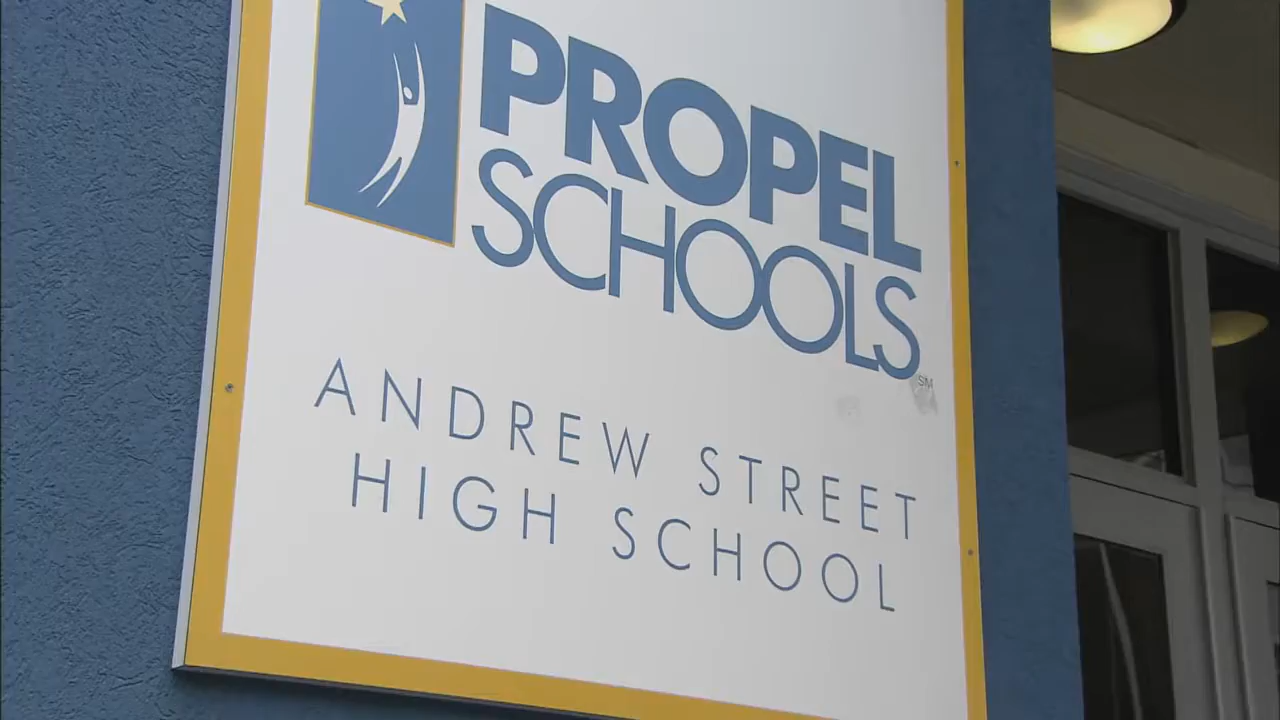 PROPEL
SCHOOLS
SM
ANDREW STREET
HIGH SCHOOL